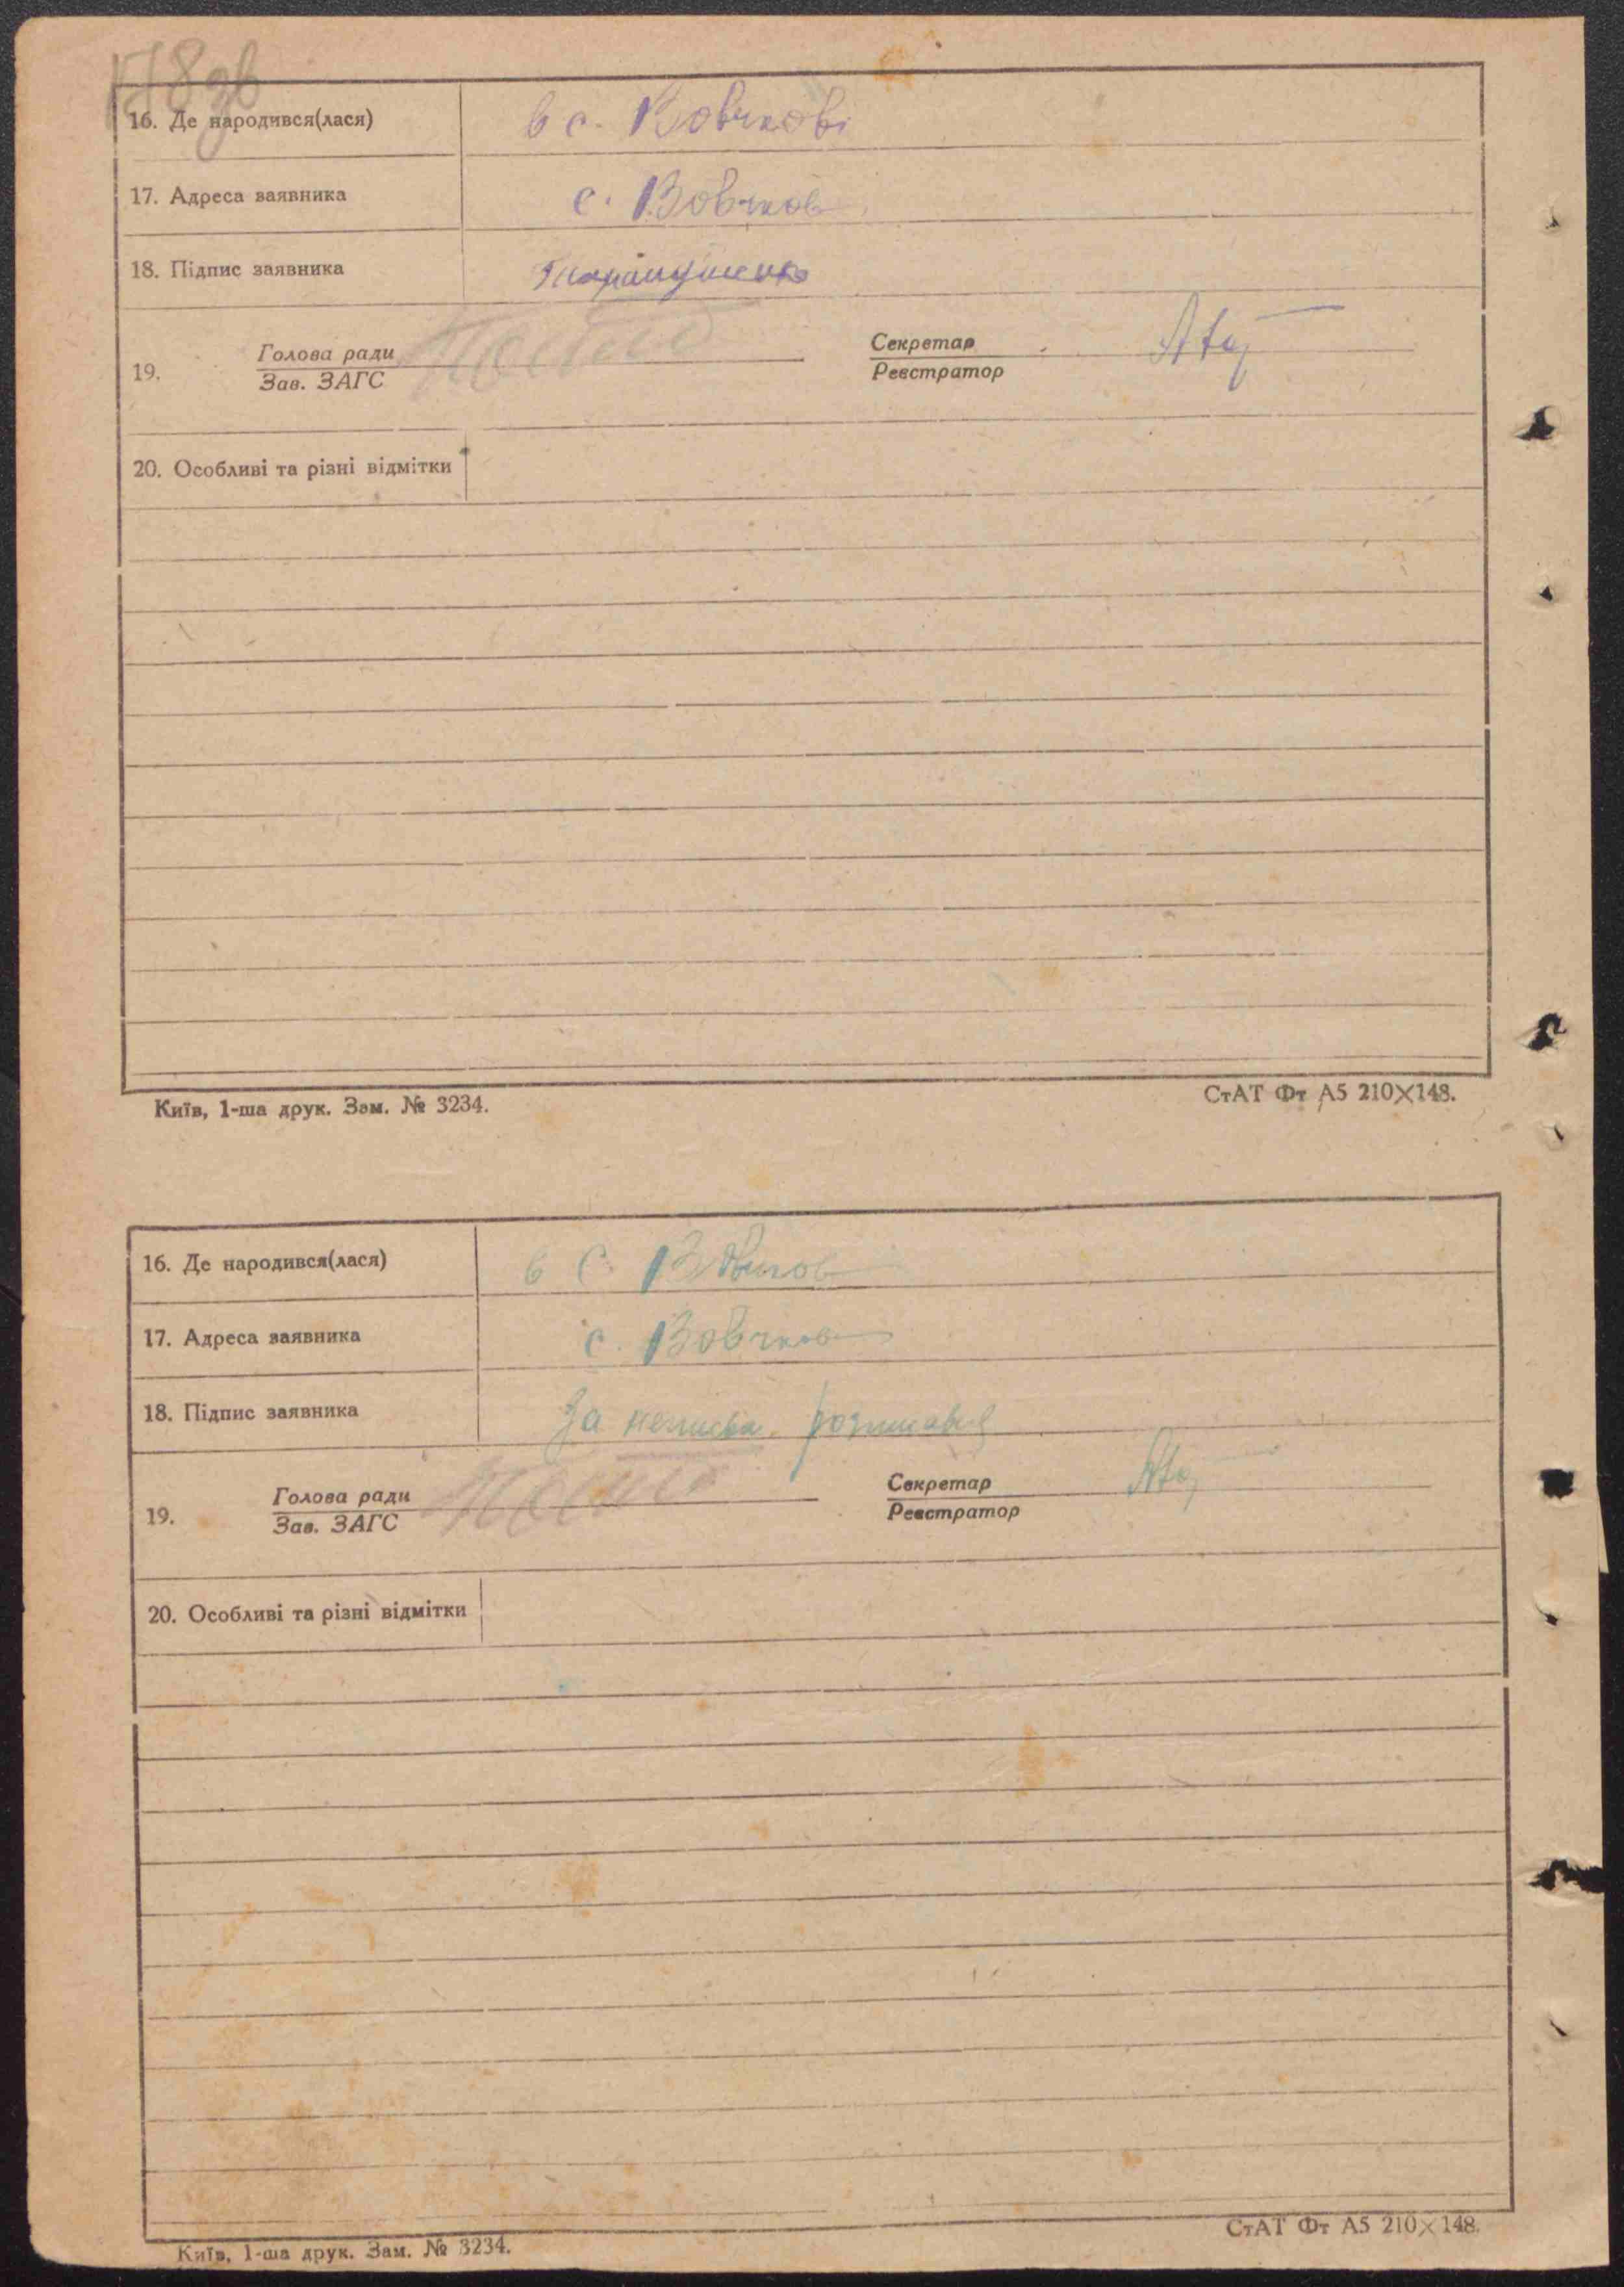 178зв
16. Де народився(лася) в с. Вовчкові
17. Адреса заявника с. Вовчков
18. Підпис заявника
19. Голова ради Секретар
Зав. ЗАГС Реєстратор
20. Особливі та різні відмітки
Київ, 1-ша друк. Зам. № 3234. СтАТ Фт А5 210×148.
16. Де народився(лася) в с. Вовчков
17. Адреса заявника с. Вовчков
18. Підпис заявника За неписьм. розписався
19. Голова ради Секретар
Зав. ЗАГС Реєстратор
20. Особливі та різні відмітки
Київ, 1-ша друк. Зам. № 3234. СтАТ Фт А5 210×148.